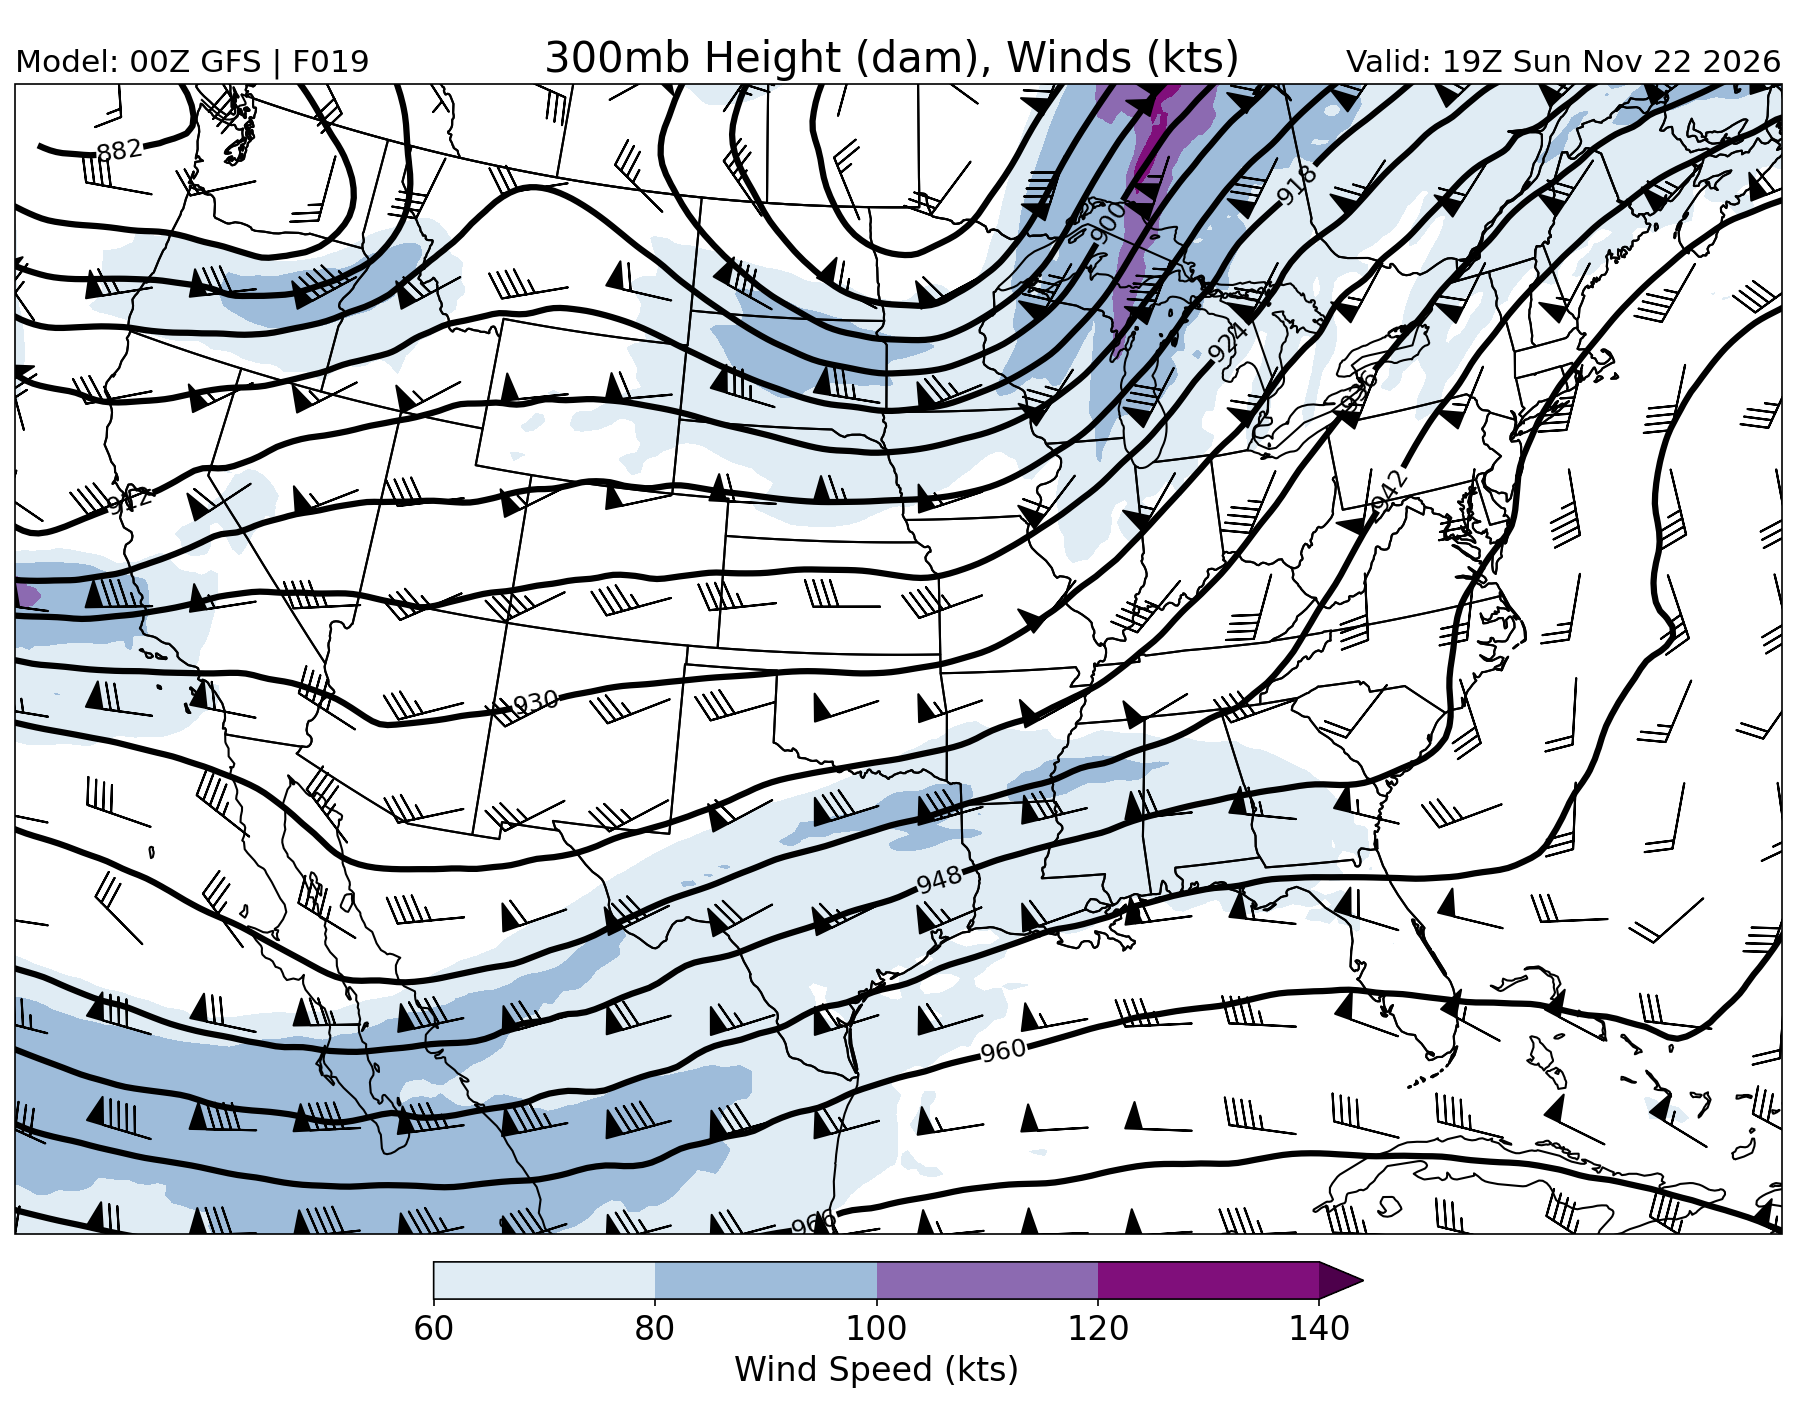 Model: 00Z GFS | F019
300mb Height (dam), Winds (kts)
Valid: 19Z Sun Nov 22 2026
882
918
900
924
936
912
942
930
948
960
966
60 80 100 120 140
Wind Speed (kts)